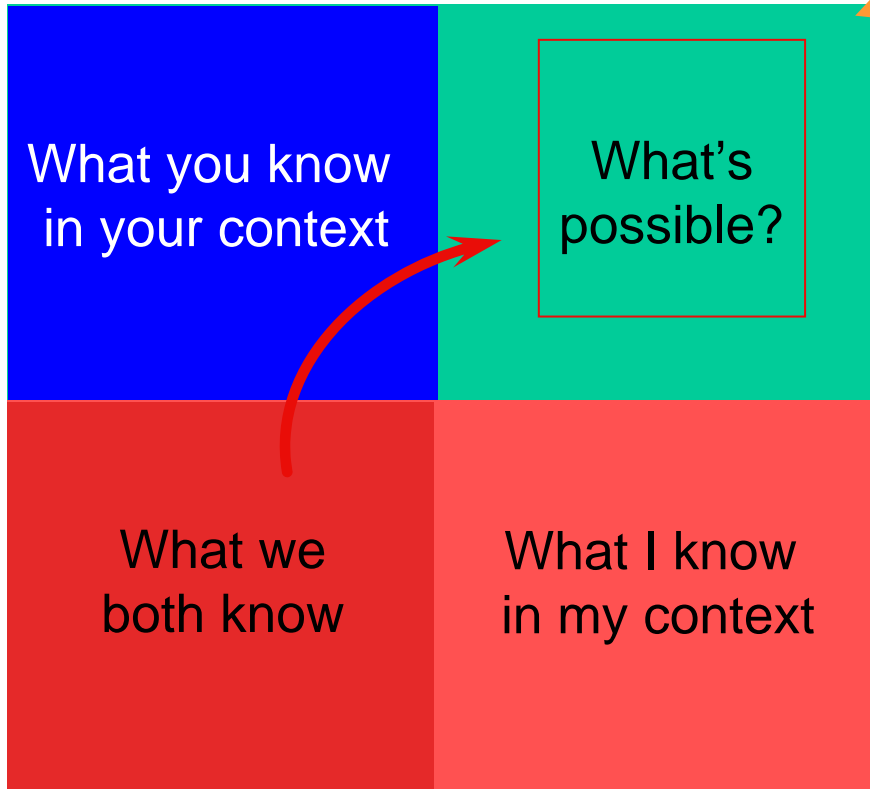 What you know
in your context
What's
possible?
What we
both know
What I know
in my context